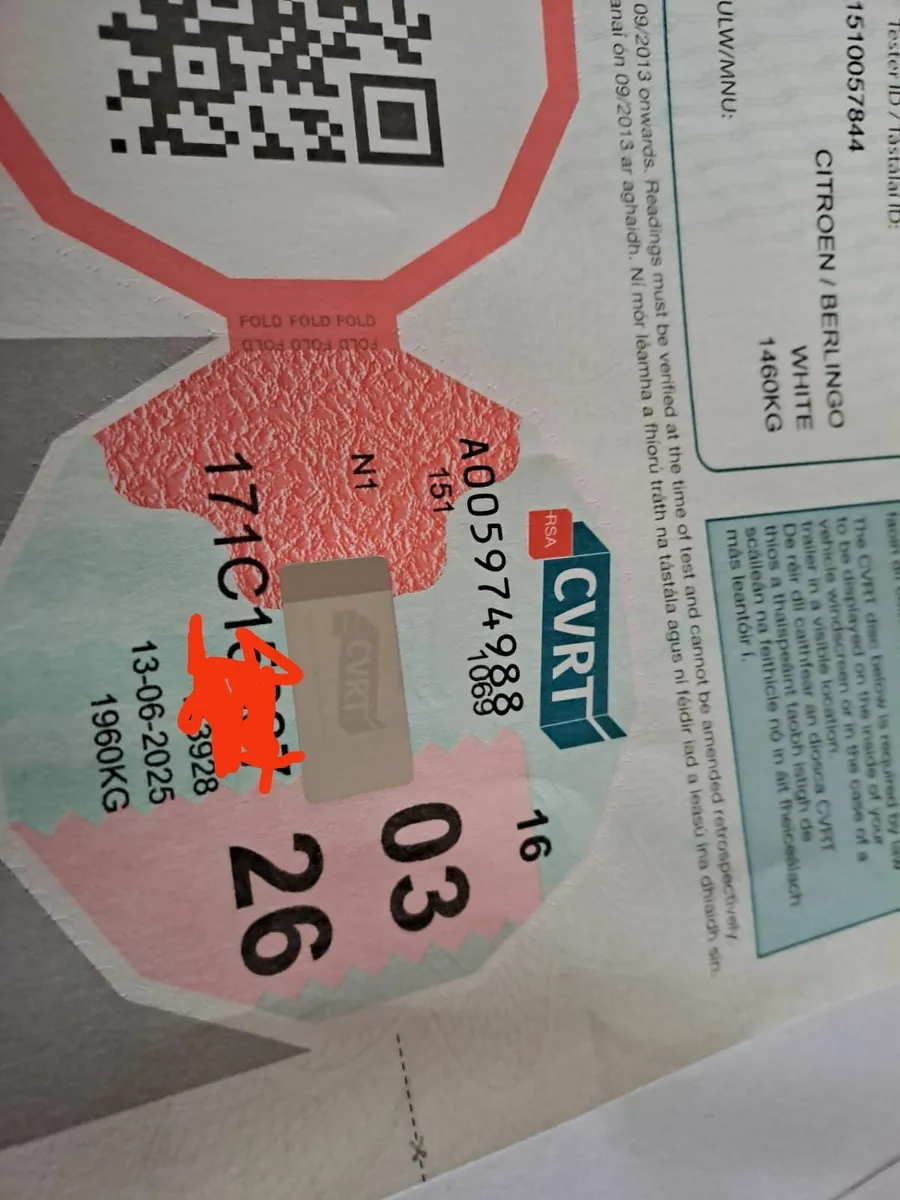 Tester ID / Tástálaí ID:
1510057844
CITROEN / BERLINGO
WHITE
1460KG
ULW/MNU:
09/2013 onwards. Readings must be verified at the time of test and cannot be amended retrospectively
ón 09/2013 ar aghaidh. Ní mór léamha a fhíorú tráth na tástála agus ní féidir iad a leasú ina dhiaidh sin.
The CVRT disc below is required by law
to be displayed on the inside of your
vehicle windscreen or in the case of a
trailer in a visible location.
De réir dlí caithfear an diosca CVRT
thíos a thaispeáint taobh istigh de
scáileán na feithicle nó in áit fheiceálach
más leantóir í.
FOLD FOLD FOLD
FOLD FOLD FOLD
RSA
CVRT
A005974988
151
1069
N1
CVRT
171C1
3928
13-06-2025
1960KG
16
03
26